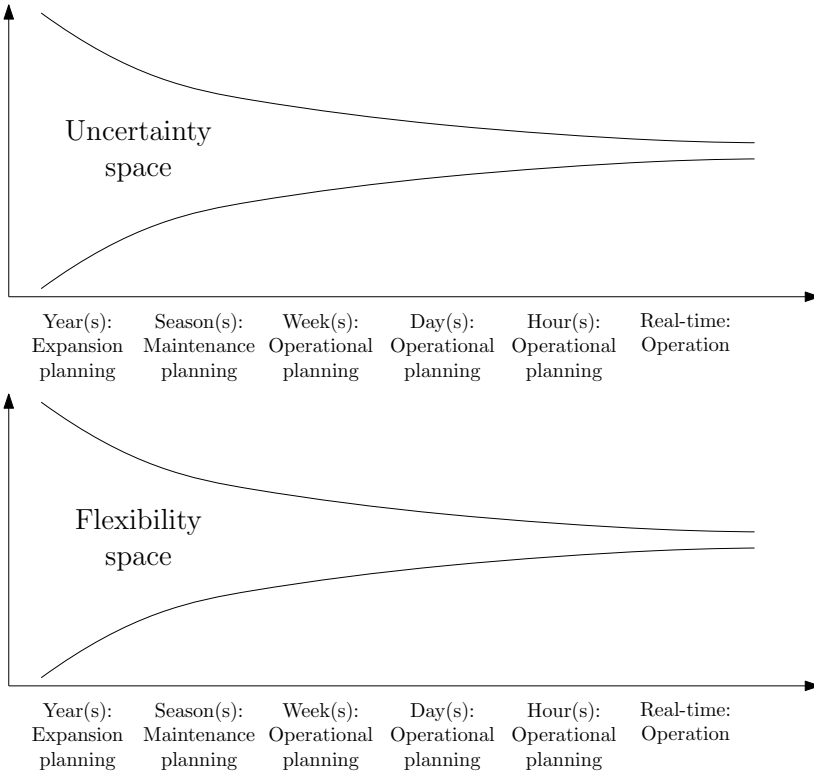 Uncertainty
space
Year(s): Season(s): Week(s): Day(s): Hour(s): Real-time:
Expansion Maintenance Operational Operational Operational Operation
planning planning planning planning planning
Flexibility
space
Year(s): Season(s): Week(s): Day(s): Hour(s): Real-time:
Expansion Maintenance Operational Operational Operational Operation
planning planning planning planning planning